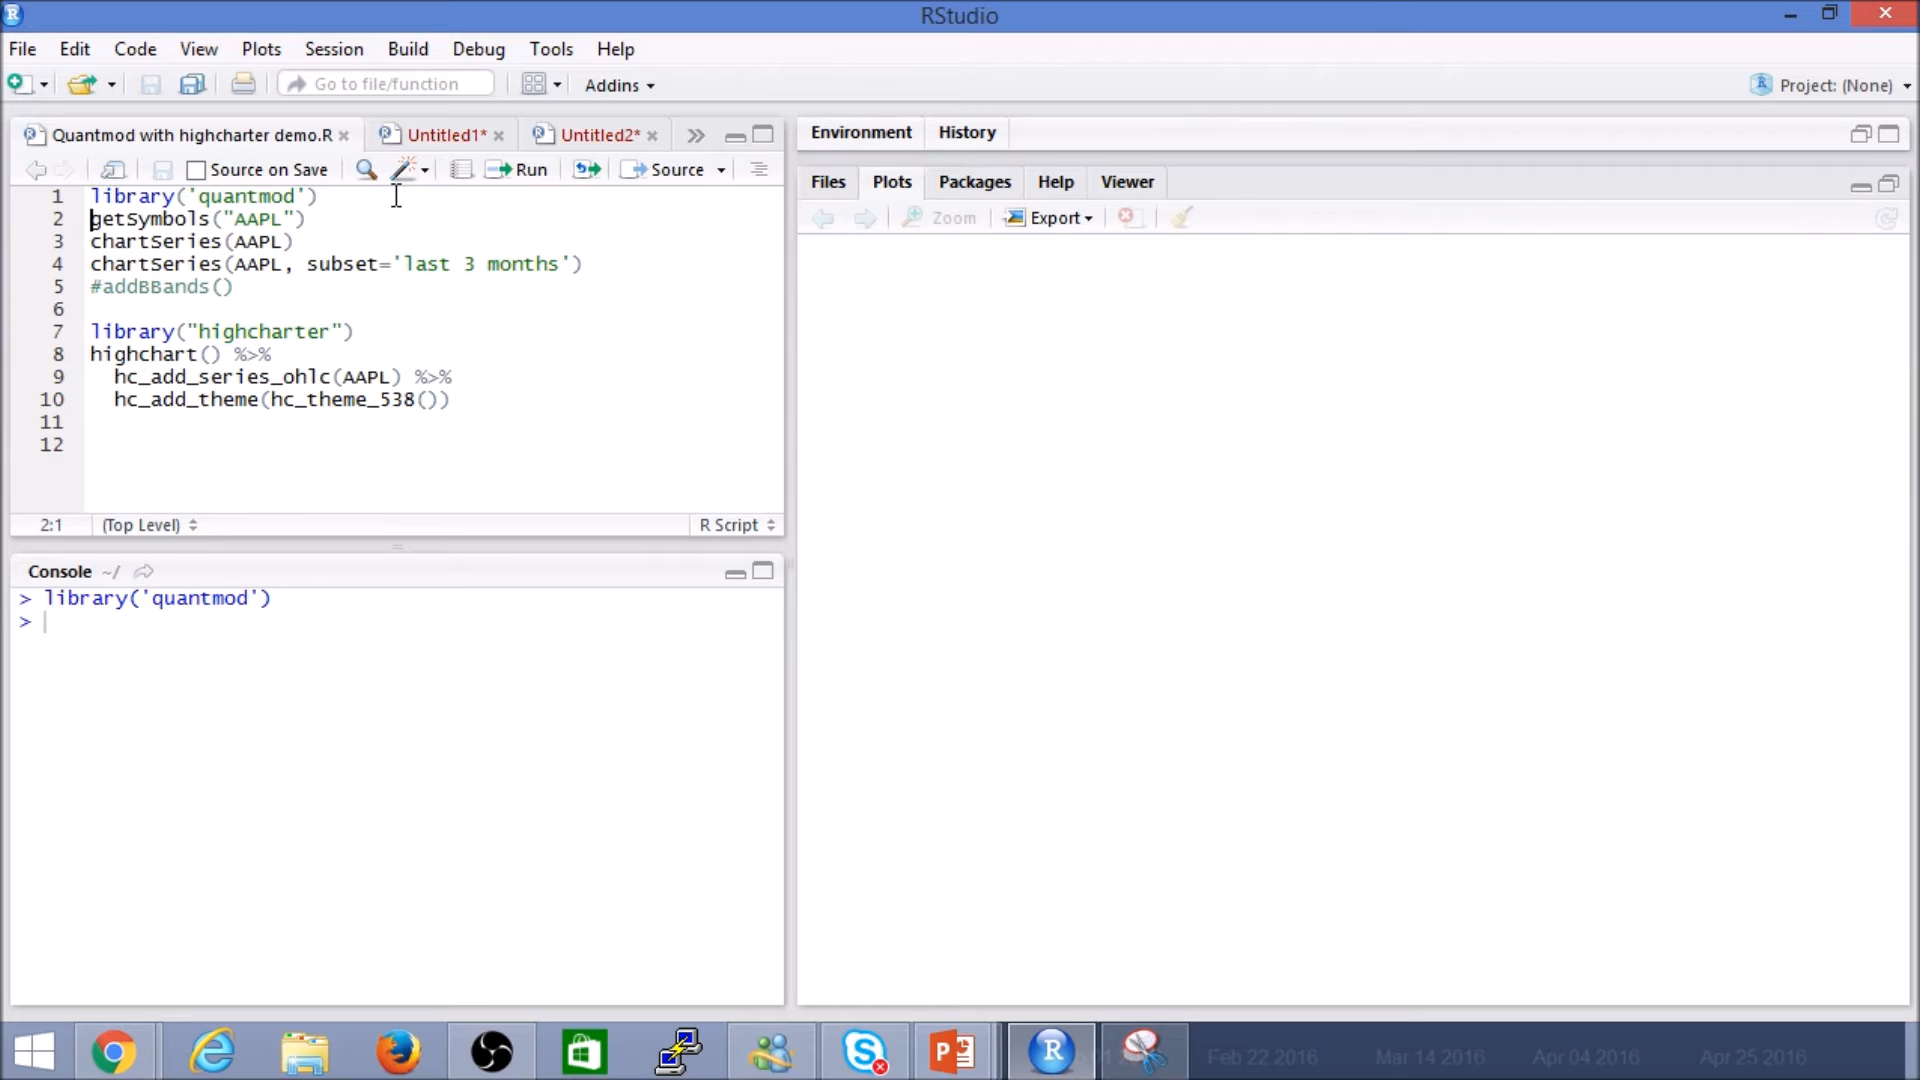 RStudio
File Edit Code View Plots Session Build Debug Tools Help
Go to file/function Addins Project: (None)
Quantmod with highcharter demo.R Untitled1* Untitled2*
Source on Save Run Source
1 library('quantmod')
2 getSymbols("AAPL")
3 chartSeries(AAPL)
4 chartSeries(AAPL, subset='last 3 months')
5 #addBBands()
6
7 library("highcharter")
8 highchart() %>%
9 hc_add_series_ohlc(AAPL) %>%
10 hc_add_theme(hc_theme_538())
11
12
2:1 (Top Level) R Script
Console ~/
> library('quantmod')
>
Environment History
Files Plots Packages Help Viewer
Zoom Export
Feb 22 2016 Mar 14 2016 Apr 04 2016 Apr 25 2016